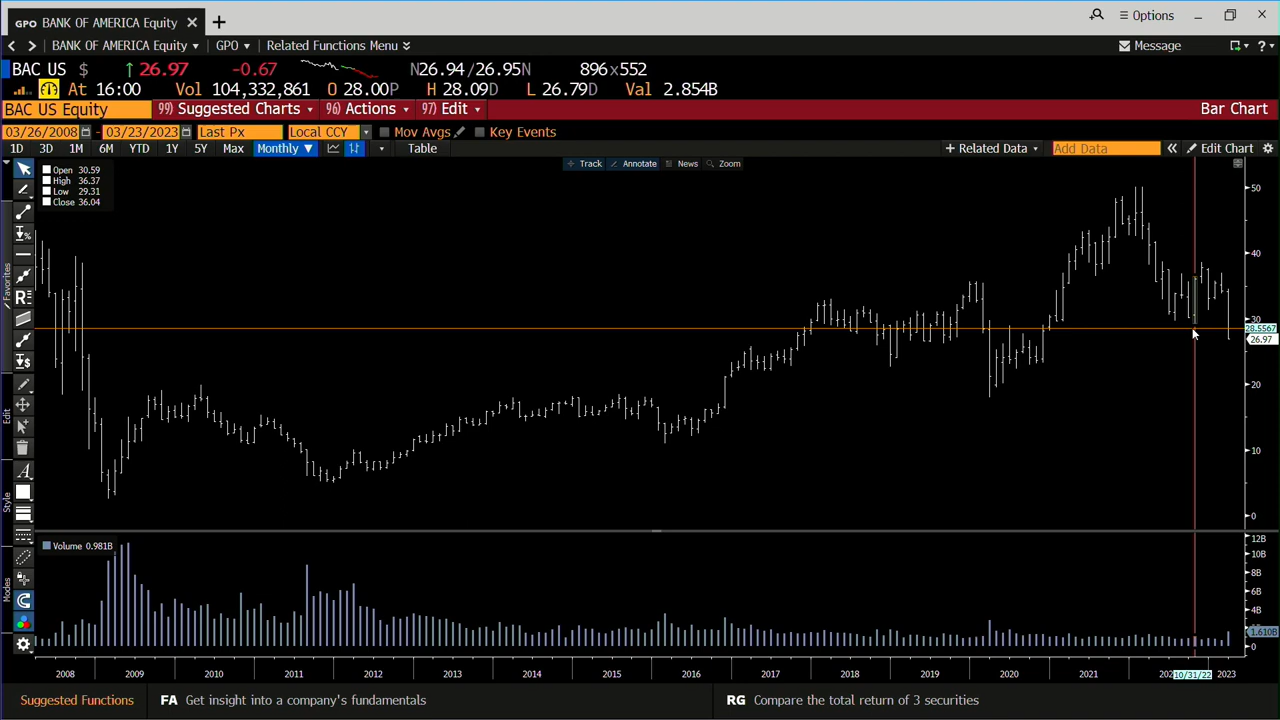 GPO BANK OF AMERICA Equity
Options
BANK OF AMERICA Equity GPO Related Functions Menu Message
BAC US $ ↑ 26.97 -0.67 N26.94/26.95N 896x552
At 16:00 Vol 104,332,861 O 28.00P H 28.09D L 26.79D Val 2.854B
BAC US Equity 99) Suggested Charts 96) Actions 97) Edit Bar Chart
03/26/2008 - 03/23/2023 Last Px Local CCY Mov Avgs Key Events
1D 3D 1M 6M YTD 1Y 5Y Max Monthly ▼ Table + Related Data Add Data « Edit Chart
Track Annotate News Zoom
Open 30.59
High 36.37
Low 29.31
Close 36.04
50
40
30
28.5567
26.97
20
10
0
Favorites
Edit
Style
Modes
Volume 0.981B
12B
10B
8B
6B
4B
1.610B
0
2008 2009 2010 2011 2012 2013 2014 2015 2016 2017 2018 2019 2020 2021 10/31/22 2023
Suggested Functions FA Get insight into a company's fundamentals RG Compare the total return of 3 securities